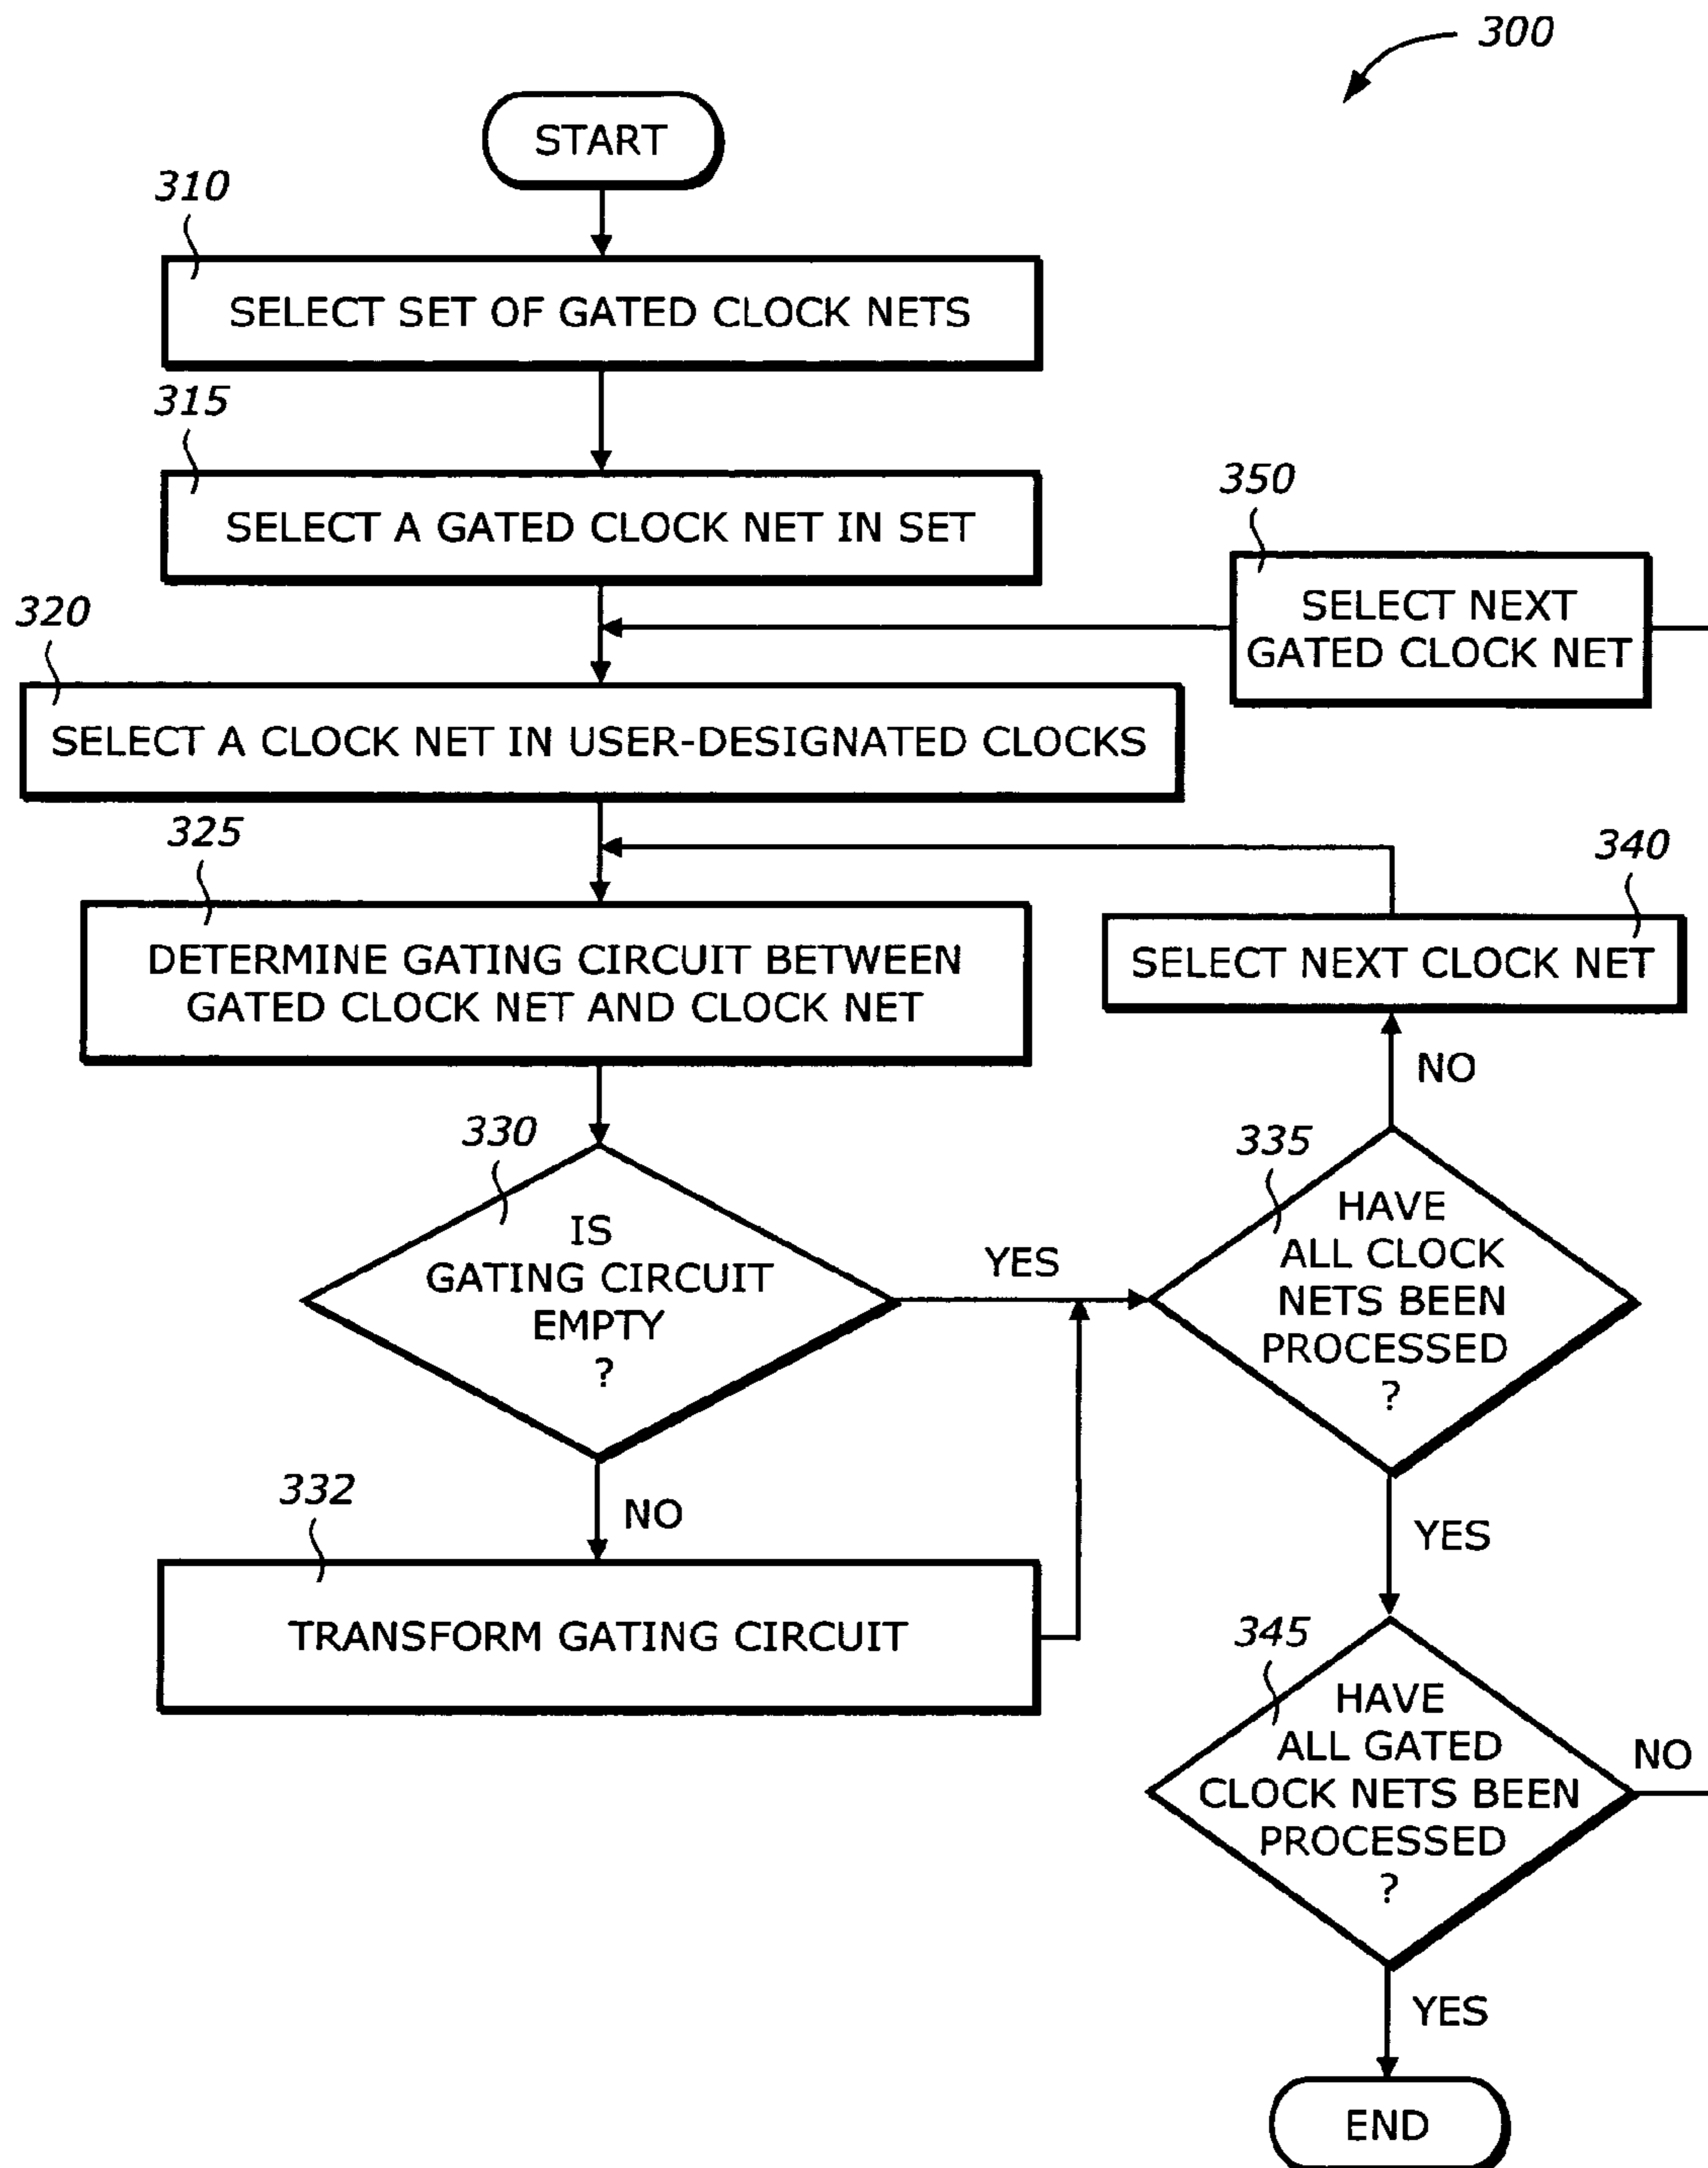 300
START
310
SELECT SET OF GATED CLOCK NETS
315
SELECT A GATED CLOCK NET IN SET
350
SELECT NEXT
GATED CLOCK NET
320
SELECT A CLOCK NET IN USER-DESIGNATED CLOCKS
325
DETERMINE GATING CIRCUIT BETWEEN
GATED CLOCK NET AND CLOCK NET
340
SELECT NEXT CLOCK NET
NO
330
IS
GATING CIRCUIT
EMPTY
?
YES
335
HAVE
ALL CLOCK
NETS BEEN
PROCESSED
?
NO
332
TRANSFORM GATING CIRCUIT
YES
345
HAVE
ALL GATED
CLOCK NETS BEEN
PROCESSED
?
NO
YES
END